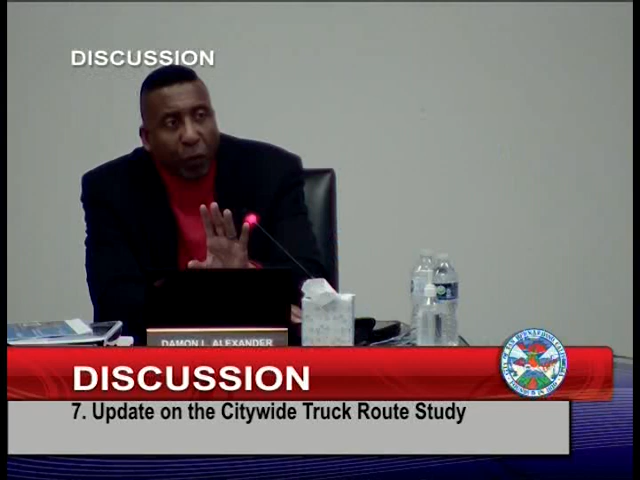 DISCUSSION
DAMON L. ALEXANDER
DISCUSSION
7. Update on the Citywide Truck Route Study